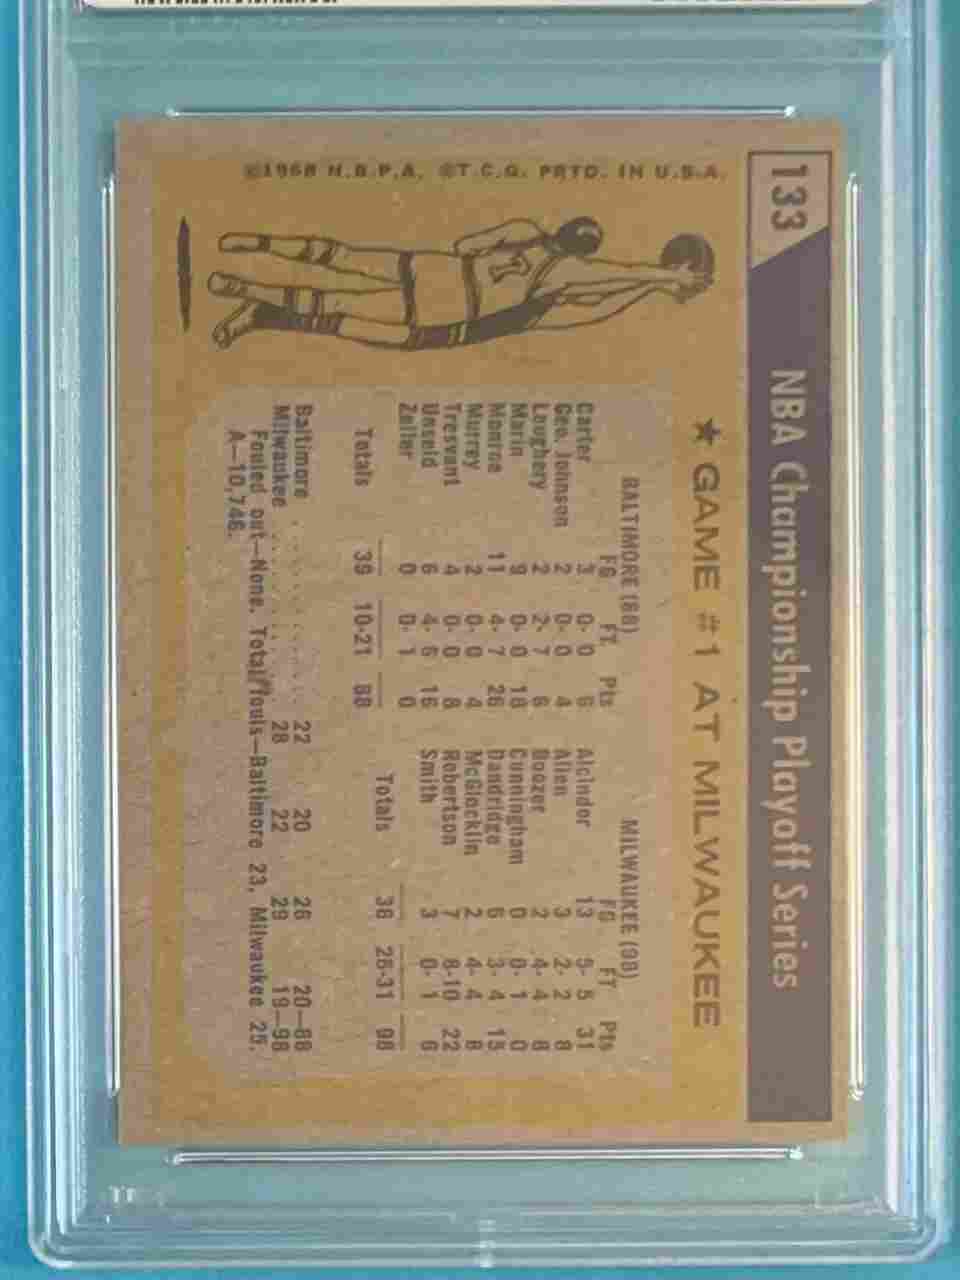 133
NBA Championship Playoff Series
★ GAME #1 AT MILWAUKEE
BALTIMORE (88)
FG FT Pts
Carter 3 0- 0 6
Geo. Johnson 2 0- 0 4
Loughery 2 2- 7 6
Marin 9 0- 0 18
Monroe 11 4- 7 26
Murrey 2 0- 0 4
Tresvant 4 0- 0 8
Unseld 6 4- 6 16
Zeller 0 0- 1 0
Totals 39 10-21 88
MILWAUKEE (98)
FG FT Pts
Alcindor 13 5- 5 31
Allen 3 2- 2 8
Boozer 2 4- 4 8
Cunningham 0 0- 1 0
Dandridge 6 3- 4 15
McGlocklin 2 4- 4 8
Robertson 7 8-10 22
Smith 3 0- 1 6
Totals 36 26-31 98
Baltimore . . . . . . . . . . . 22 20 26 20—88
Milwaukee . . . . . . . . . . . 28 22 29 19—98
Fouled out—None. Total fouls—Baltimore 23, Milwaukee 25.
A—10,746.
©1968 N.B.P.A. ©T.C.G. PRTD. IN U.S.A.